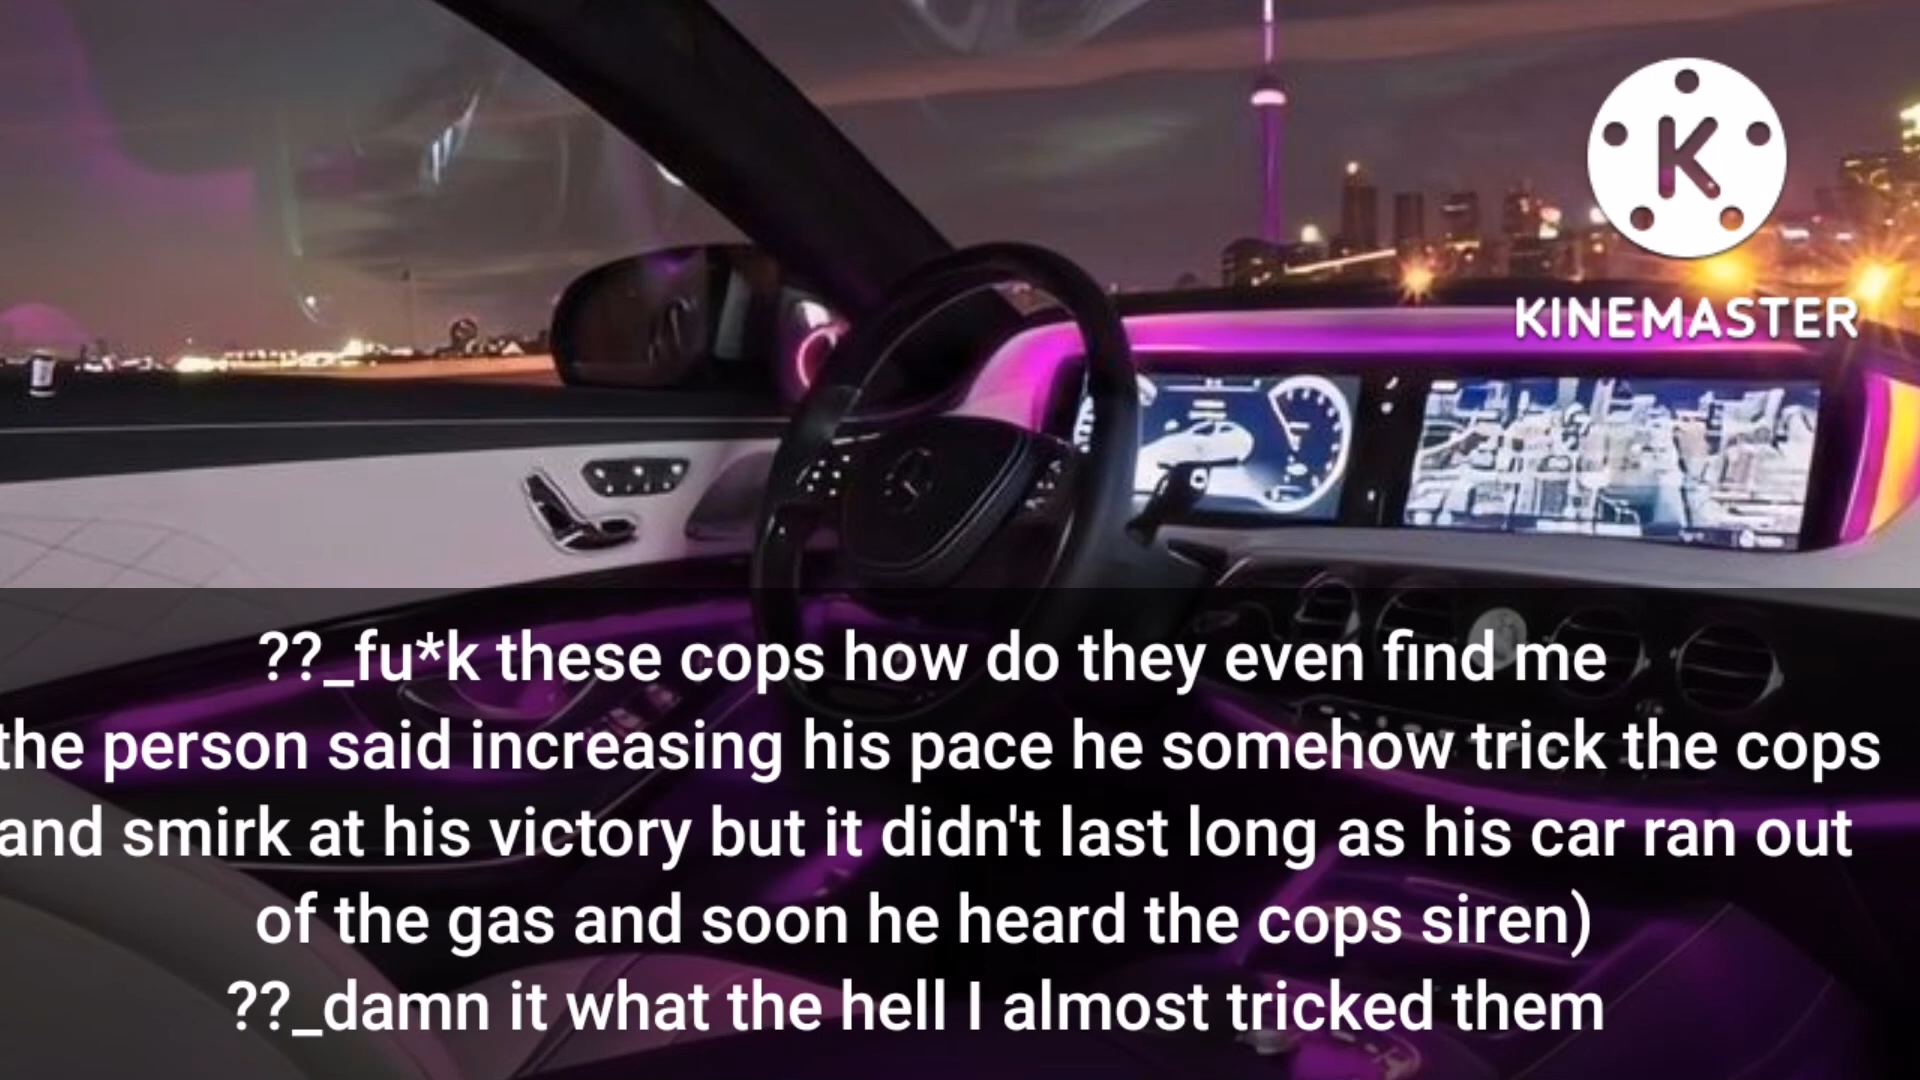 K
KINEMASTER
??_fu*k these cops how do they even find me
the person said increasing his pace he somehow trick the cops
and smirk at his victory but it didn't last long as his car ran out
of the gas and soon he heard the cops siren)
??_damn it what the hell I almost tricked them